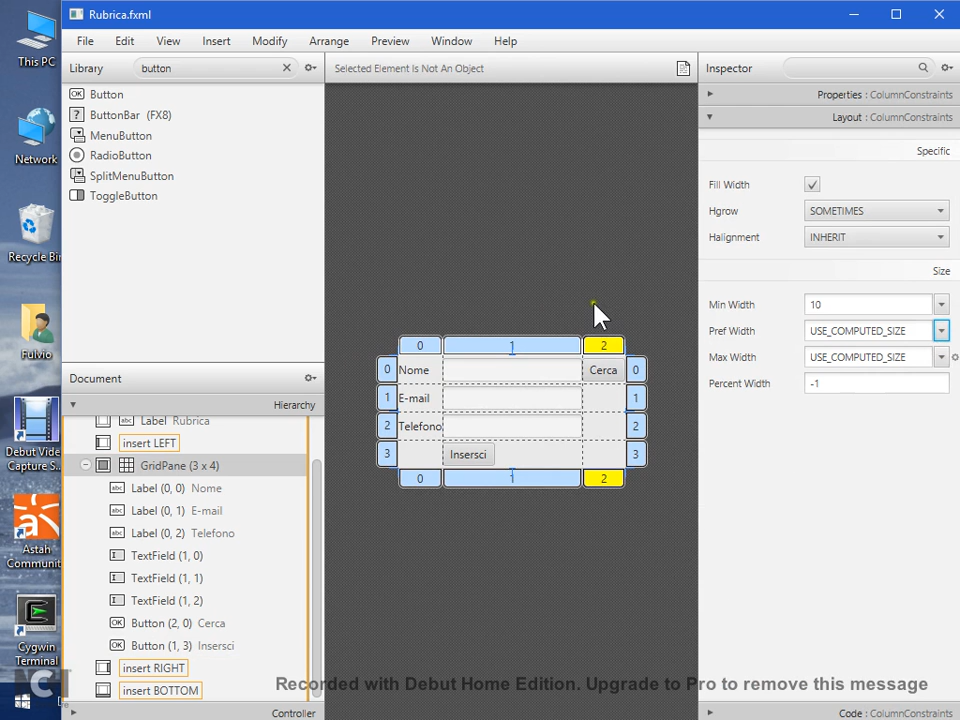 Rubrica.fxml
This PC
Network
Recycle Bin
Fulvio
Debut Video
Capture S...
Astah
Communit
Cygwin
Terminal
File Edit View Insert Modify Arrange Preview Window Help
Library button
Button
ButtonBar (FX8)
MenuButton
RadioButton
SplitMenuButton
ToggleButton
Document
Hierarchy
Label Rubrica
insert LEFT
GridPane (3 x 4)
Label (0, 0) Nome
Label (0, 1) E-mail
Label (0, 2) Telefono
TextField (1, 0)
TextField (1, 1)
TextField (1, 2)
Button (2, 0) Cerca
Button (1, 3) Insersci
insert RIGHT
insert BOTTOM
Controller
Selected Element Is Not An Object
0 1 2
0 Nome Cerca 0
1 E-mail 1
2 Telefono 2
3 Insersci 3
0 1 2
Inspector
Properties : ColumnConstraints
Layout : ColumnConstraints
Specific
Fill Width
Hgrow SOMETIMES
Halignment INHERIT
Size
Min Width 10
Pref Width USE_COMPUTED_SIZE
Max Width USE_COMPUTED_SIZE
Percent Width -1
Code : ColumnConstraints
Recorded with Debut Home Edition. Upgrade to Pro to remove this message